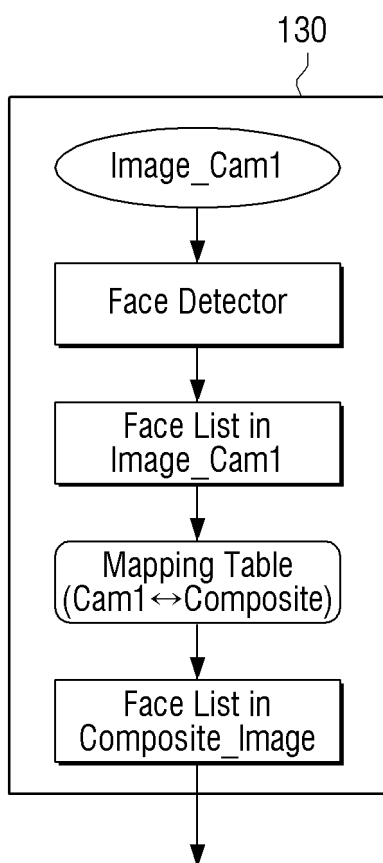 130
Image_Cam1
Face Detector
Face List in
Image_Cam1
Mapping Table
(Cam1↔Composite)
Face List in
Composite_Image